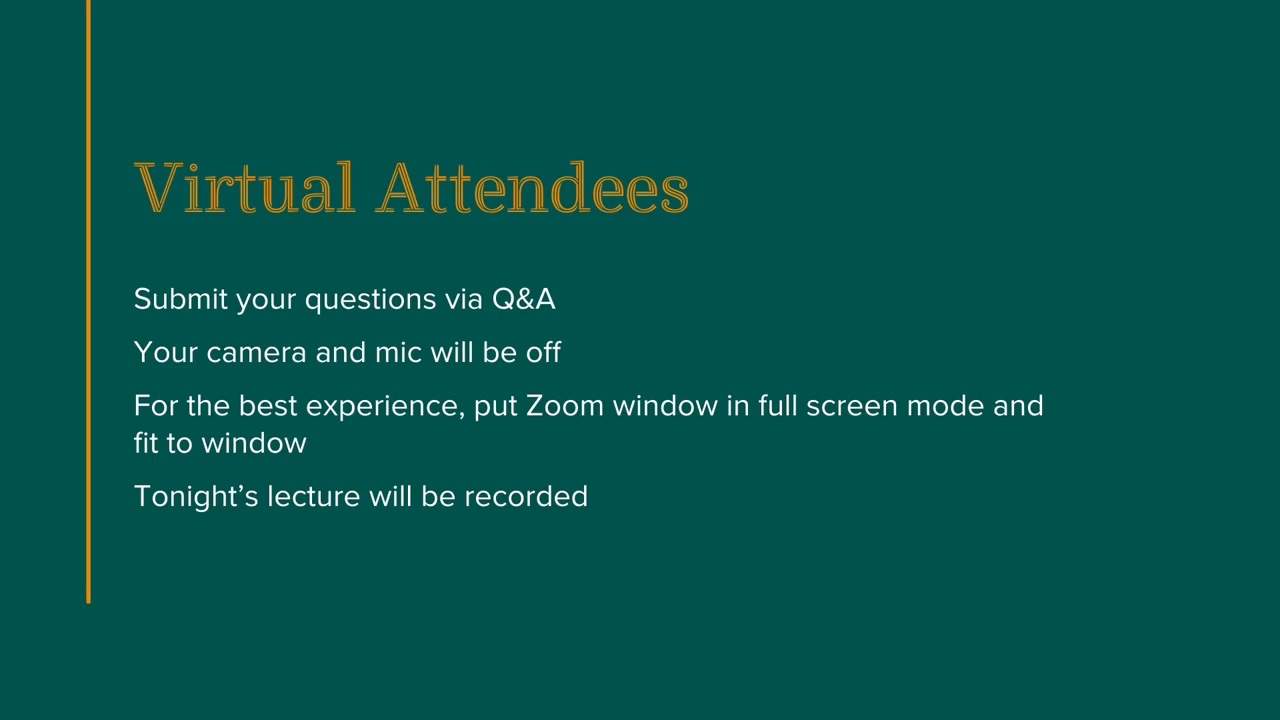 Virtual Attendees
Submit your questions via Q&A
Your camera and mic will be off
For the best experience, put Zoom window in full screen mode and
fit to window
Tonight’s lecture will be recorded